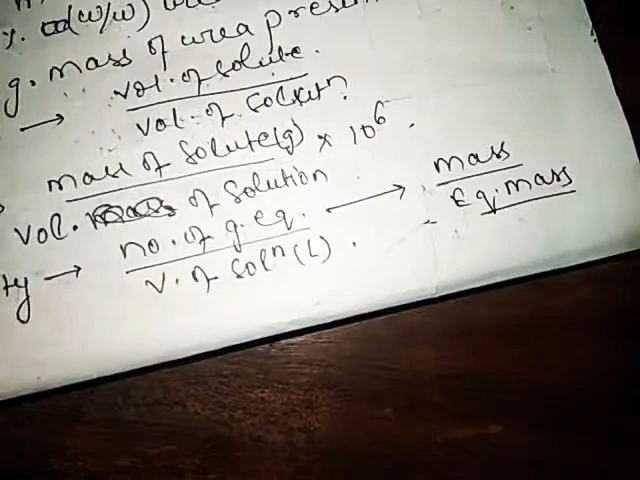 %. (w/w)
g. mass of urea present
→ vol. of solute.
vol. of
mass of solute(g) × 10⁶.
vol. of solution
ty → no. of g.eq. → mass
v. of solⁿ (L). Eq. mass